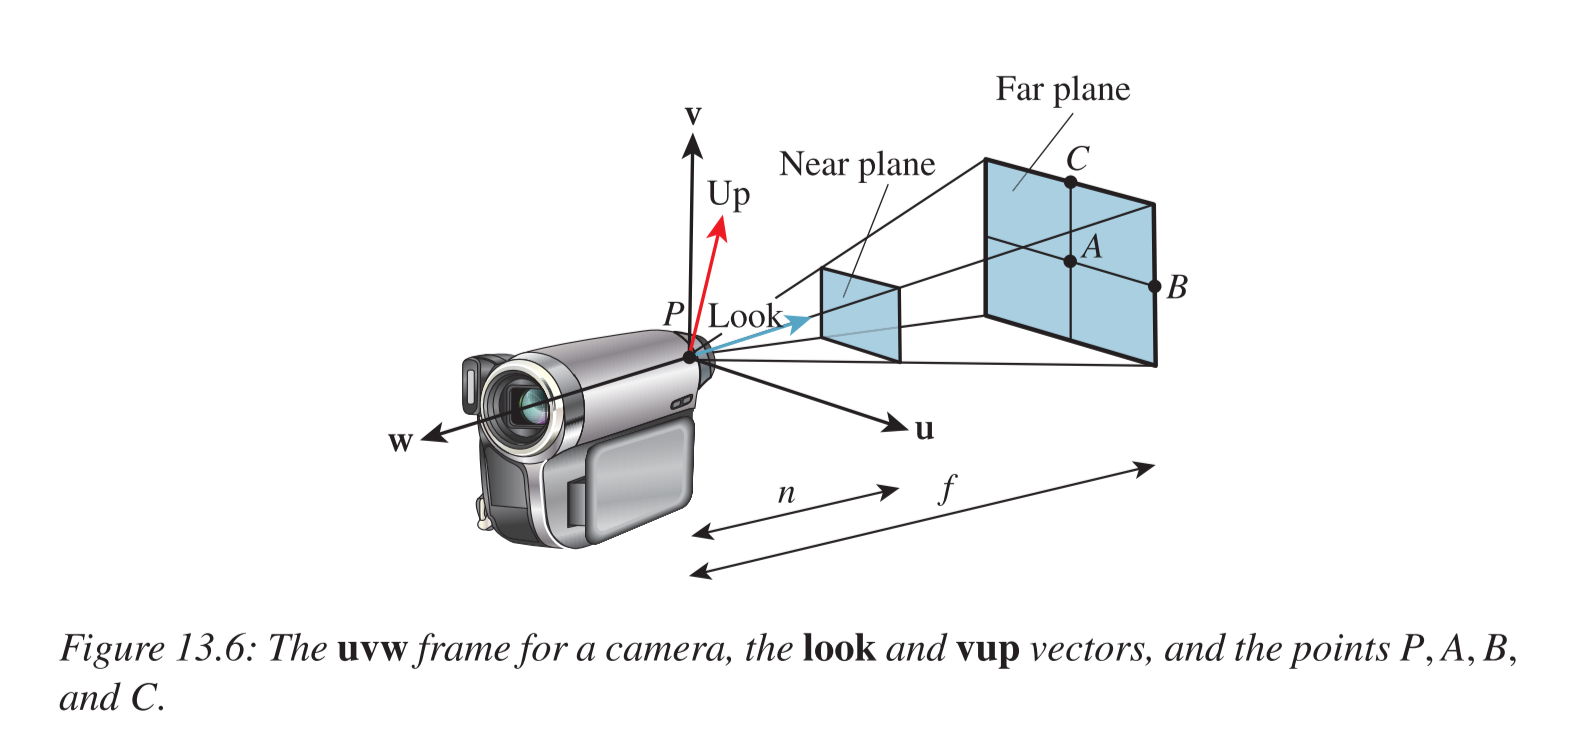 Far plane
v
C
Near plane
Up
A
B
P
Look
w
u
n
f
Figure 13.6: The uvw frame for a camera, the look and vup vectors, and the points P, A, B,
and C.